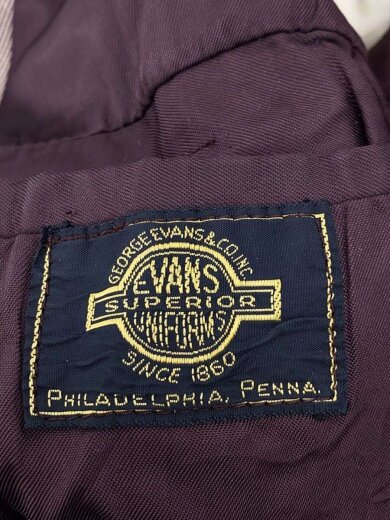 GEORGE EVANS & CO INC
EVANS
SUPERIOR
UNIFORMS
SINCE 1860
PHILADELPHIA, PENNA.